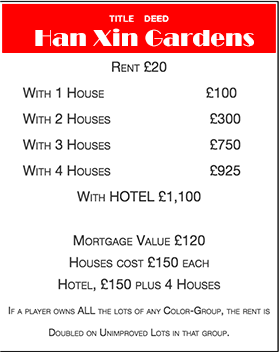 TITLE DEED
Han Xin Gardens
RENT £20
WITH 1 HOUSE £100
WITH 2 HOUSES £300
WITH 3 HOUSES £750
WITH 4 HOUSES £925
WITH HOTEL £1,100
MORTGAGE VALUE £120
HOUSES COST £150 EACH
HOTEL, £150 PLUS 4 HOUSES
IF A PLAYER OWNS ALL THE LOTS OF ANY COLOR-GROUP, THE RENT IS
DOUBLED ON UNIMPROVED LOTS IN THAT GROUP.